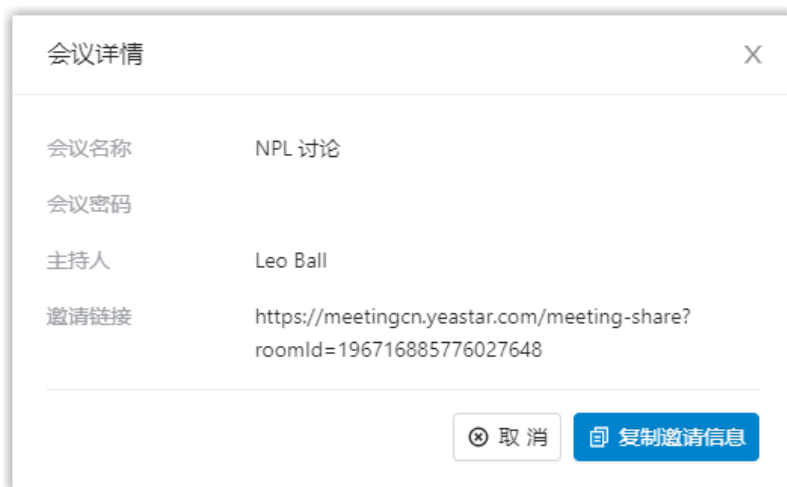 会议详情
会议名称 NPL 讨论
会议密码
主持人 Leo Ball
邀请链接 https://meetingcn.yeastar.com/meeting-share?
roomId=196716885776027648
取 消 复制邀请信息